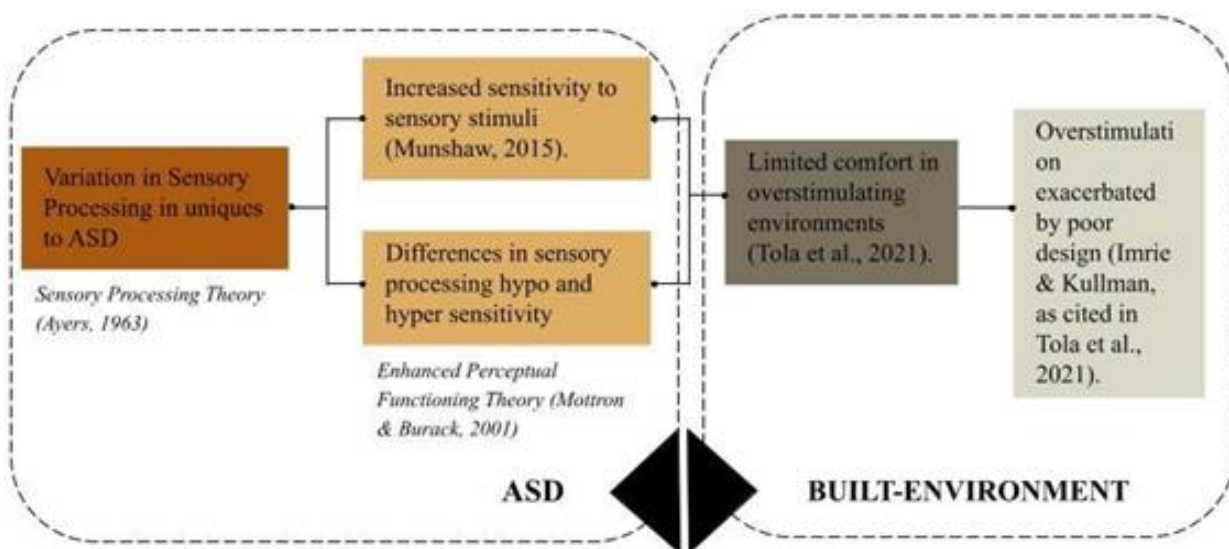 Variation in Sensory
Processing in uniques
to ASD
Sensory Processing Theory
(Ayers, 1963)
Increased sensitivity to
sensory stimuli
(Munshaw, 2015).
Differences in sensory
processing hypo and
hyper sensitivity
Enhanced Perceptual
Functioning Theory (Mottron
& Burack, 2001)
ASD
Limited comfort in
overstimulating
environments
(Tola et al., 2021).
Overstimulati
on
exacerbated
by poor
design (Imrie
& Kullman,
as cited in
Tola et al.,
2021).
BUILT-ENVIRONMENT